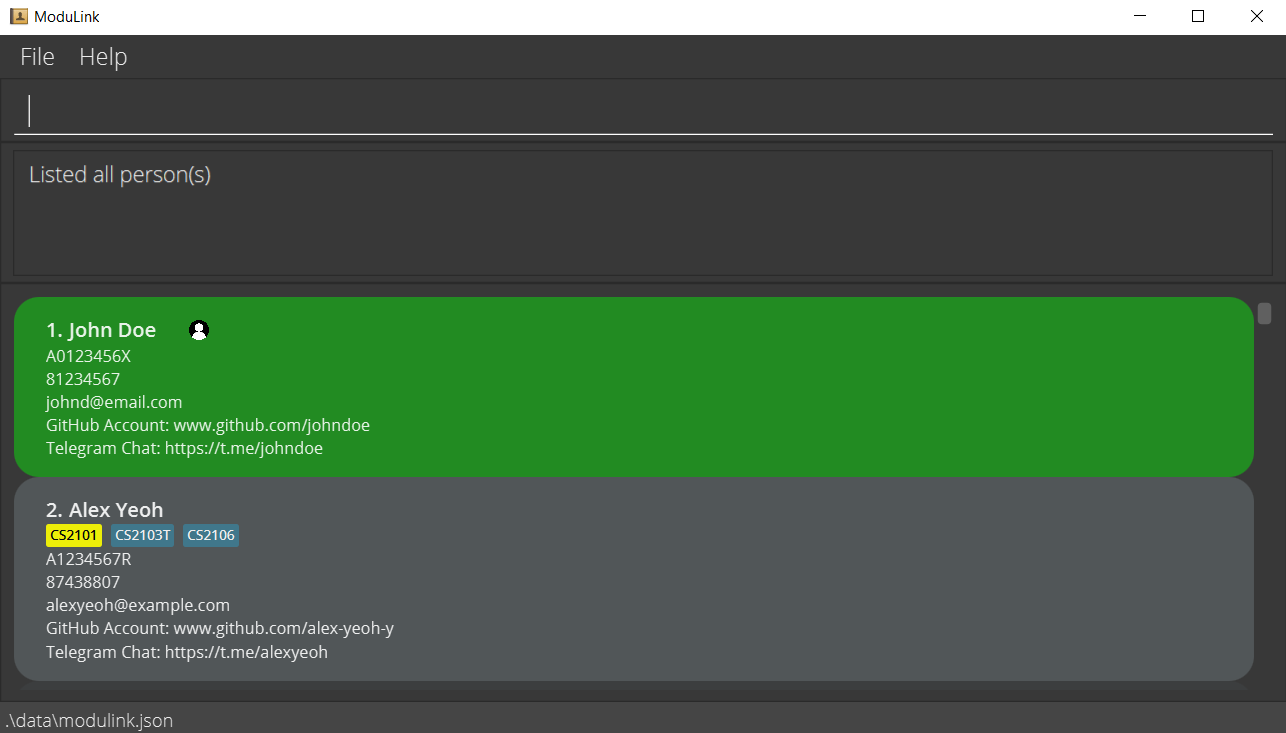 ModuLink
File Help
Listed all person(s)
1. John Doe
A0123456X
81234567
johnd@email.com
GitHub Account: www.github.com/johndoe
Telegram Chat: https://t.me/johndoe
2. Alex Yeoh
CS2101 CS2103T CS2106
A1234567R
87438807
alexyeoh@example.com
GitHub Account: www.github.com/alex-yeoh-y
Telegram Chat: https://t.me/alexyeoh
.\data\modulink.json